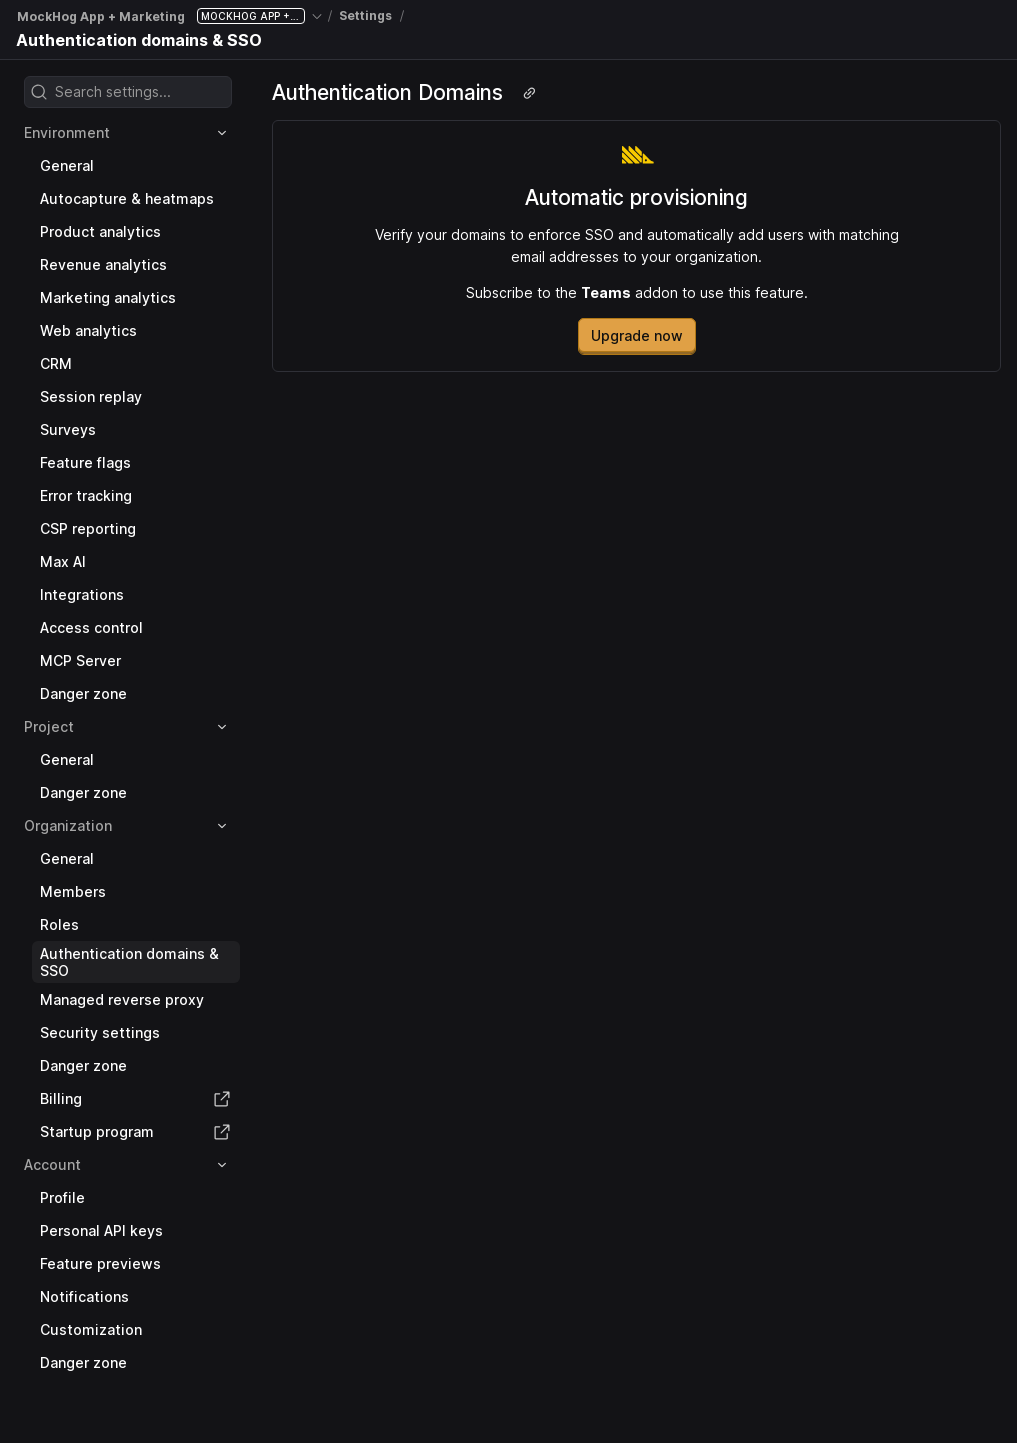 MockHog App + Marketing MOCKHOG APP +... / Settings /
Authentication domains & SSO
Search settings...
Environment
General
Autocapture & heatmaps
Product analytics
Revenue analytics
Marketing analytics
Web analytics
CRM
Session replay
Surveys
Feature flags
Error tracking
CSP reporting
Max AI
Integrations
Access control
MCP Server
Danger zone
Project
General
Danger zone
Organization
General
Members
Roles
Authentication domains &
SSO
Managed reverse proxy
Security settings
Danger zone
Billing
Startup program
Account
Profile
Personal API keys
Feature previews
Notifications
Customization
Danger zone
Authentication Domains
Automatic provisioning
Verify your domains to enforce SSO and automatically add users with matching
email addresses to your organization.
Subscribe to the Teams addon to use this feature.
Upgrade now